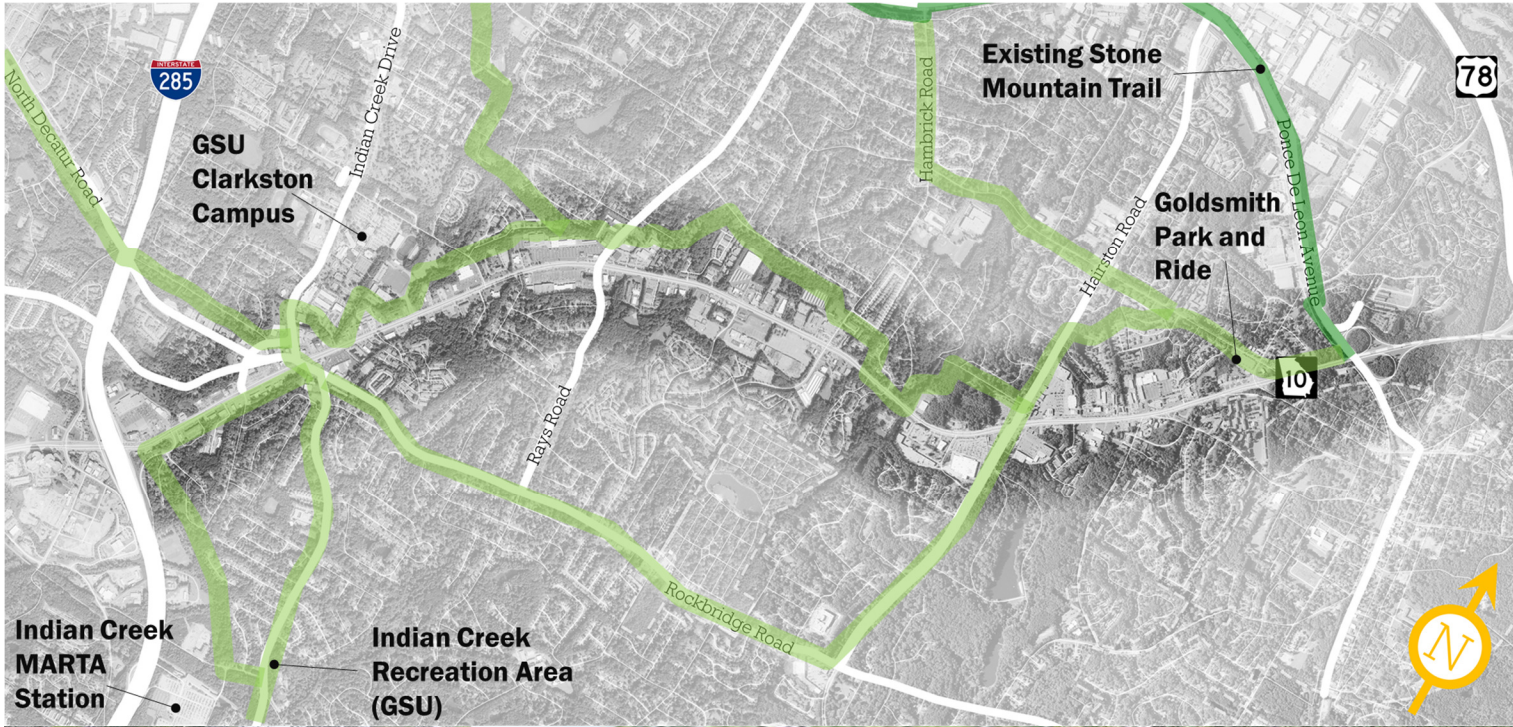 INTERSTATE
285
Indian Creek Drive
North Decatur Road
GSU
Clarkston
Campus
Hambrick Road
Existing Stone
Mountain Trail
78
Ponce De Leon Avenue
Hairston Road
Goldsmith
Park and
Ride
10
Rays Road
Rockbridge Road
Indian Creek
MARTA
Station
Indian Creek
Recreation Area
(GSU)
N